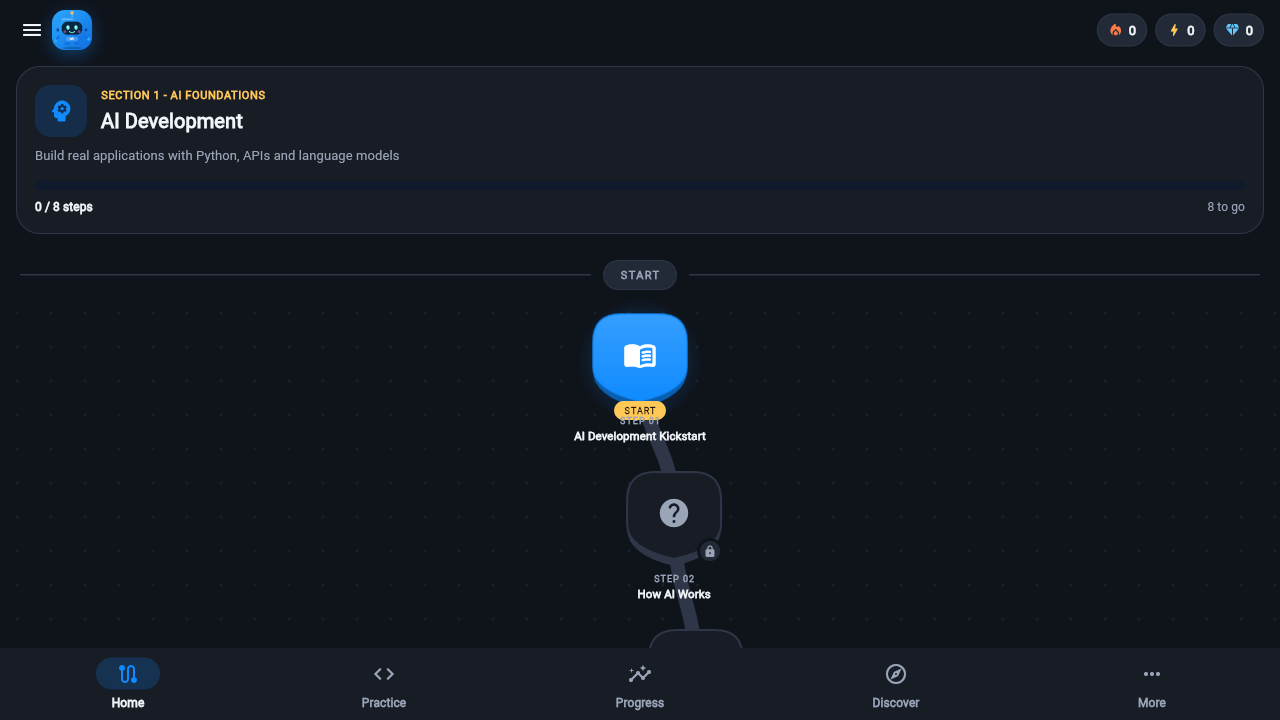 0
0
0
SECTION 1 - AI FOUNDATIONS
AI Development
Build real applications with Python, APIs and language models
0 / 8 steps
8 to go
START
START
STEP 01
AI Development Kickstart
STEP 02
How AI Works
Home
Practice
Progress
Discover
More